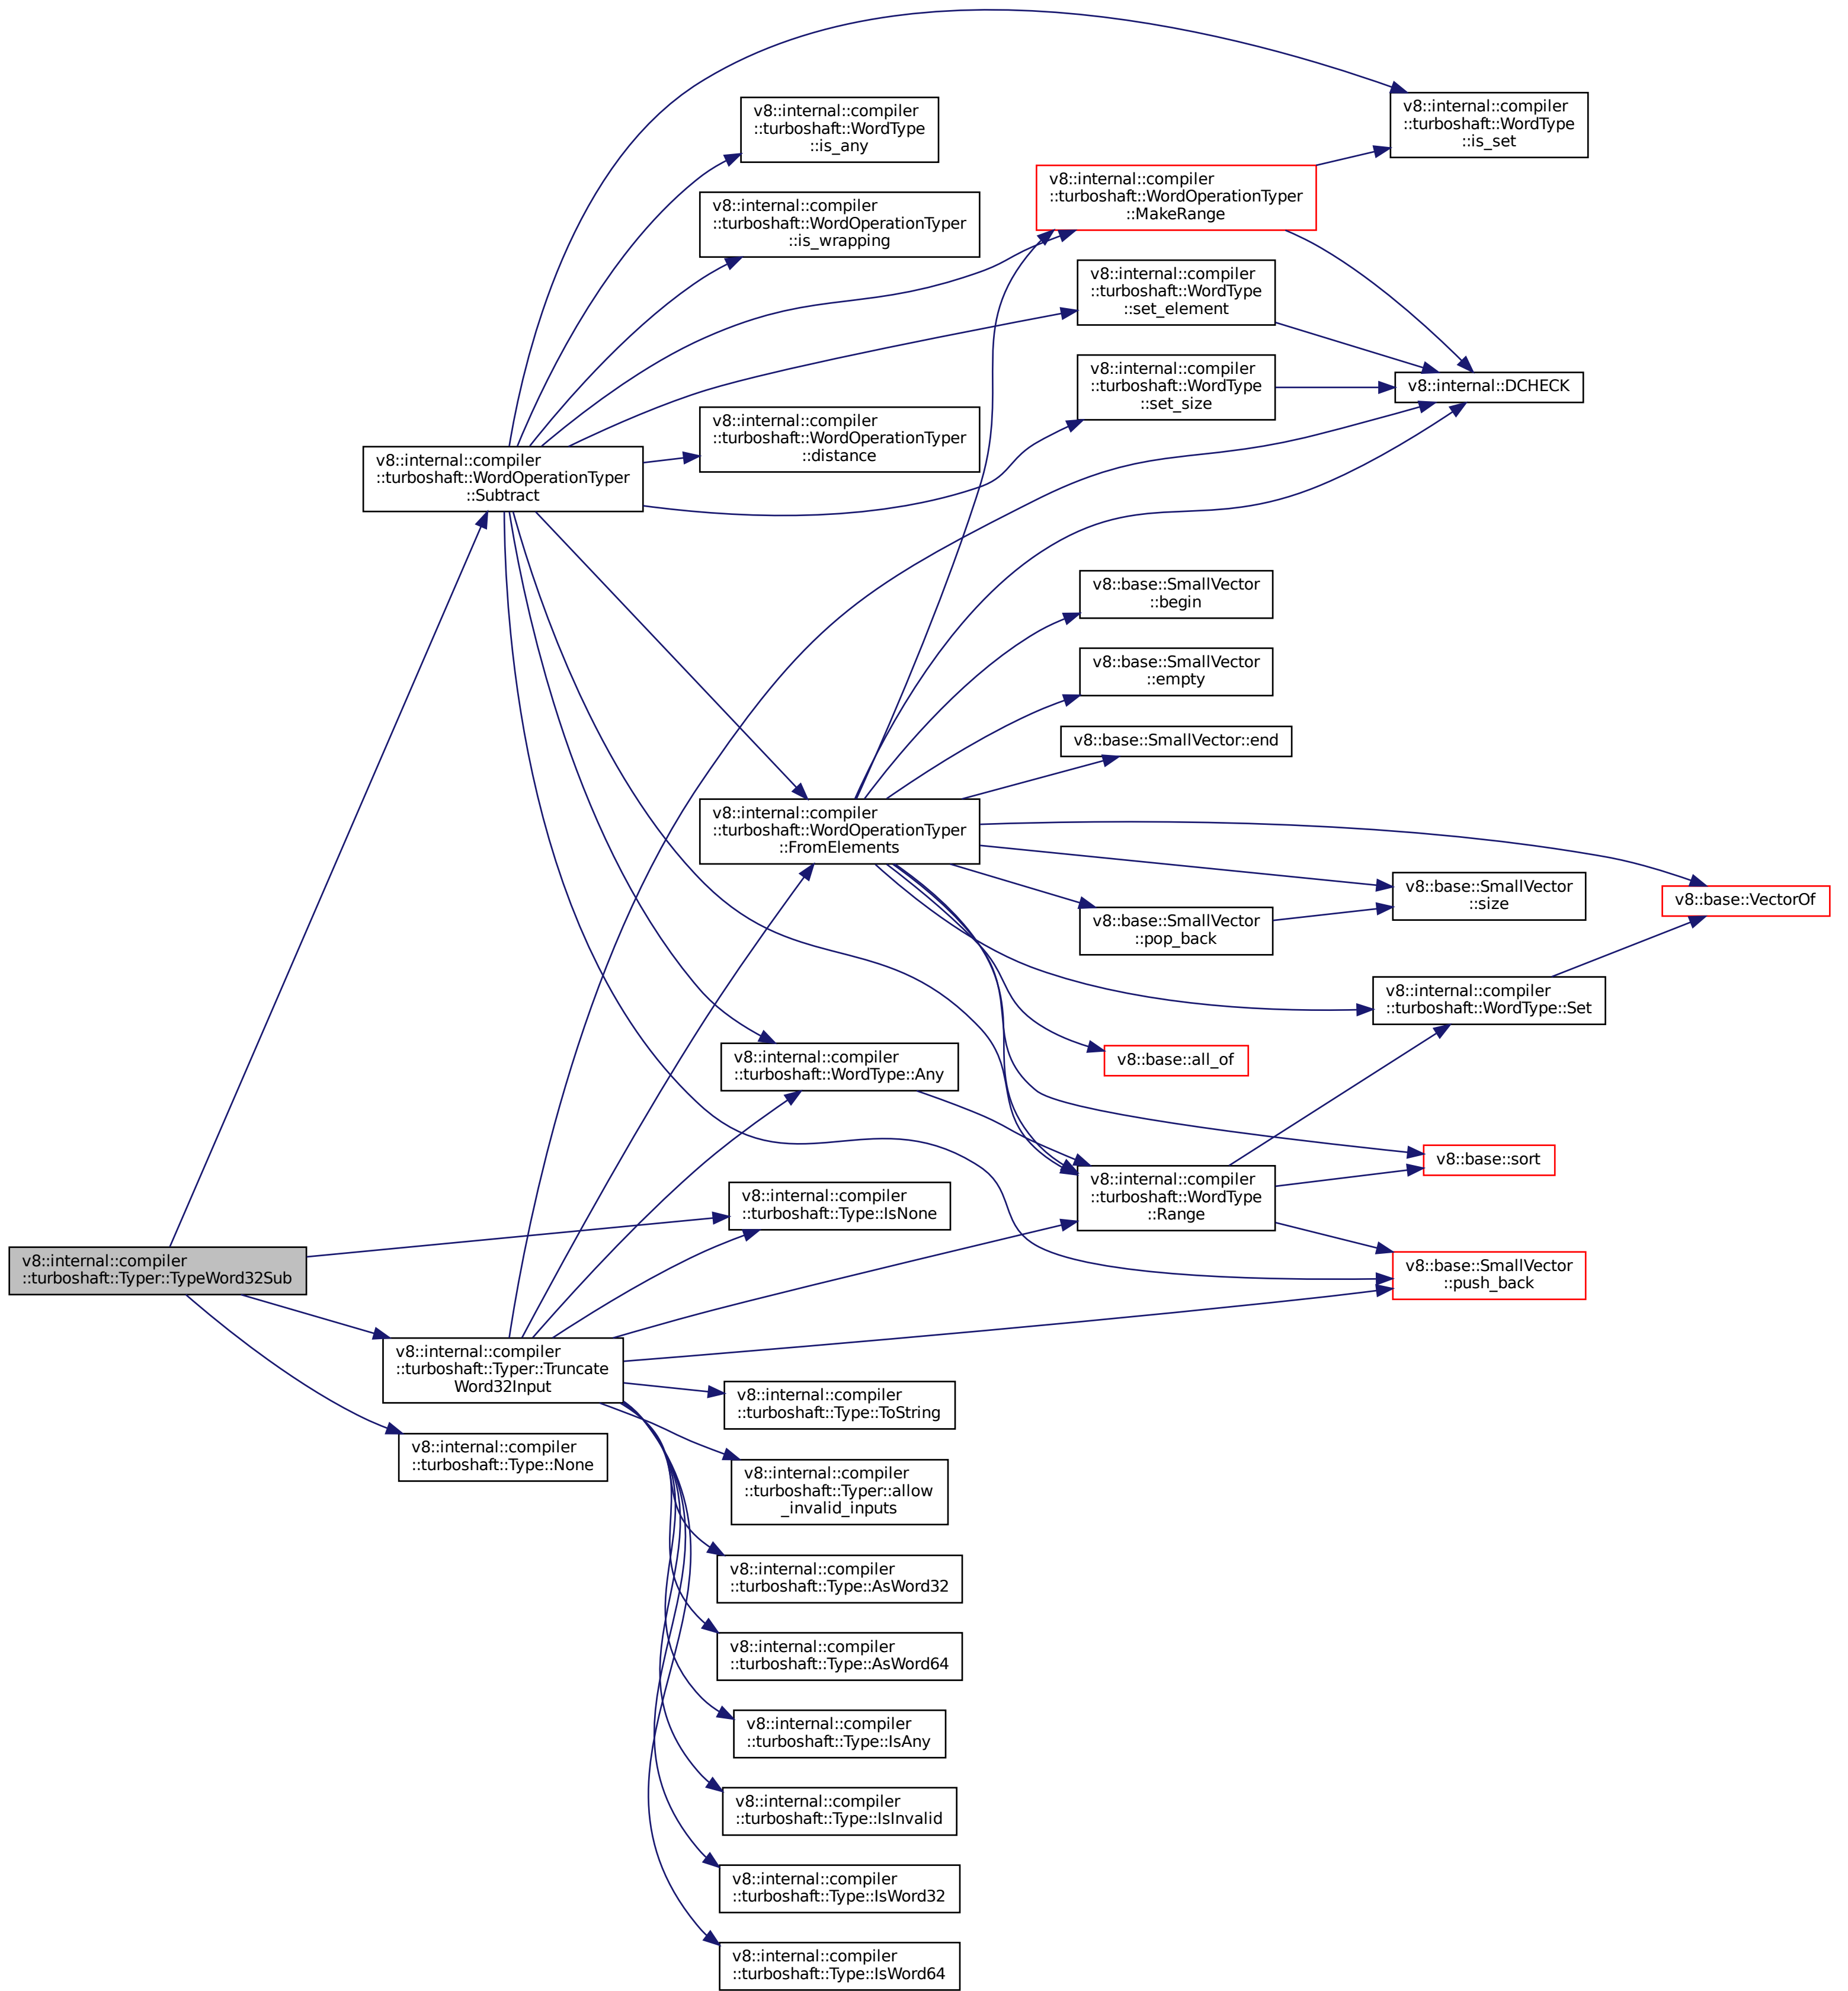 v8::internal::compiler
::turboshaft::WordType
::is_any
v8::internal::compiler
::turboshaft::WordType
::is_set
v8::internal::compiler
::turboshaft::WordOperationTyper
::MakeRange
v8::internal::compiler
::turboshaft::WordOperationTyper
::is_wrapping
v8::internal::compiler
::turboshaft::WordType
::set_element
v8::internal::compiler
::turboshaft::WordType
::set_size
v8::internal::DCHECK
v8::internal::compiler
::turboshaft::WordOperationTyper
::distance
v8::internal::compiler
::turboshaft::WordOperationTyper
::Subtract
v8::base::SmallVector
::begin
v8::base::SmallVector
::empty
v8::base::SmallVector::end
v8::internal::compiler
::turboshaft::WordOperationTyper
::FromElements
v8::base::SmallVector
::size
v8::base::VectorOf
v8::base::SmallVector
::pop_back
v8::internal::compiler
::turboshaft::WordType::Set
v8::base::all_of
v8::internal::compiler
::turboshaft::WordType::Any
v8::base::sort
v8::internal::compiler
::turboshaft::WordType
::Range
v8::internal::compiler
::turboshaft::Type::IsNone
v8::internal::compiler
::turboshaft::Typer::TypeWord32Sub
v8::base::SmallVector
::push_back
v8::internal::compiler
::turboshaft::Typer::Truncate
Word32Input
v8::internal::compiler
::turboshaft::Type::ToString
v8::internal::compiler
::turboshaft::Type::None
v8::internal::compiler
::turboshaft::Typer::allow
_invalid_inputs
v8::internal::compiler
::turboshaft::Type::AsWord32
v8::internal::compiler
::turboshaft::Type::AsWord64
v8::internal::compiler
::turboshaft::Type::IsAny
v8::internal::compiler
::turboshaft::Type::IsInvalid
v8::internal::compiler
::turboshaft::Type::IsWord32
v8::internal::compiler
::turboshaft::Type::IsWord64